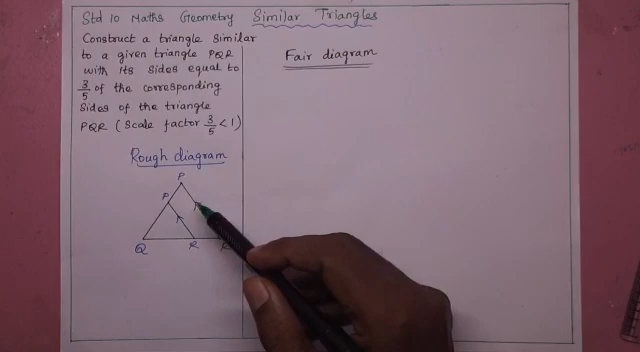 Std 10 Maths Geometry Similar Triangles
Construct a triangle similar
to a given triangle PQR
with its sides equal to
3/5 of the corresponding
sides of the triangle
PQR (scale factor 3/5 < 1)
Fair diagram
Rough diagram
P
P
Q R